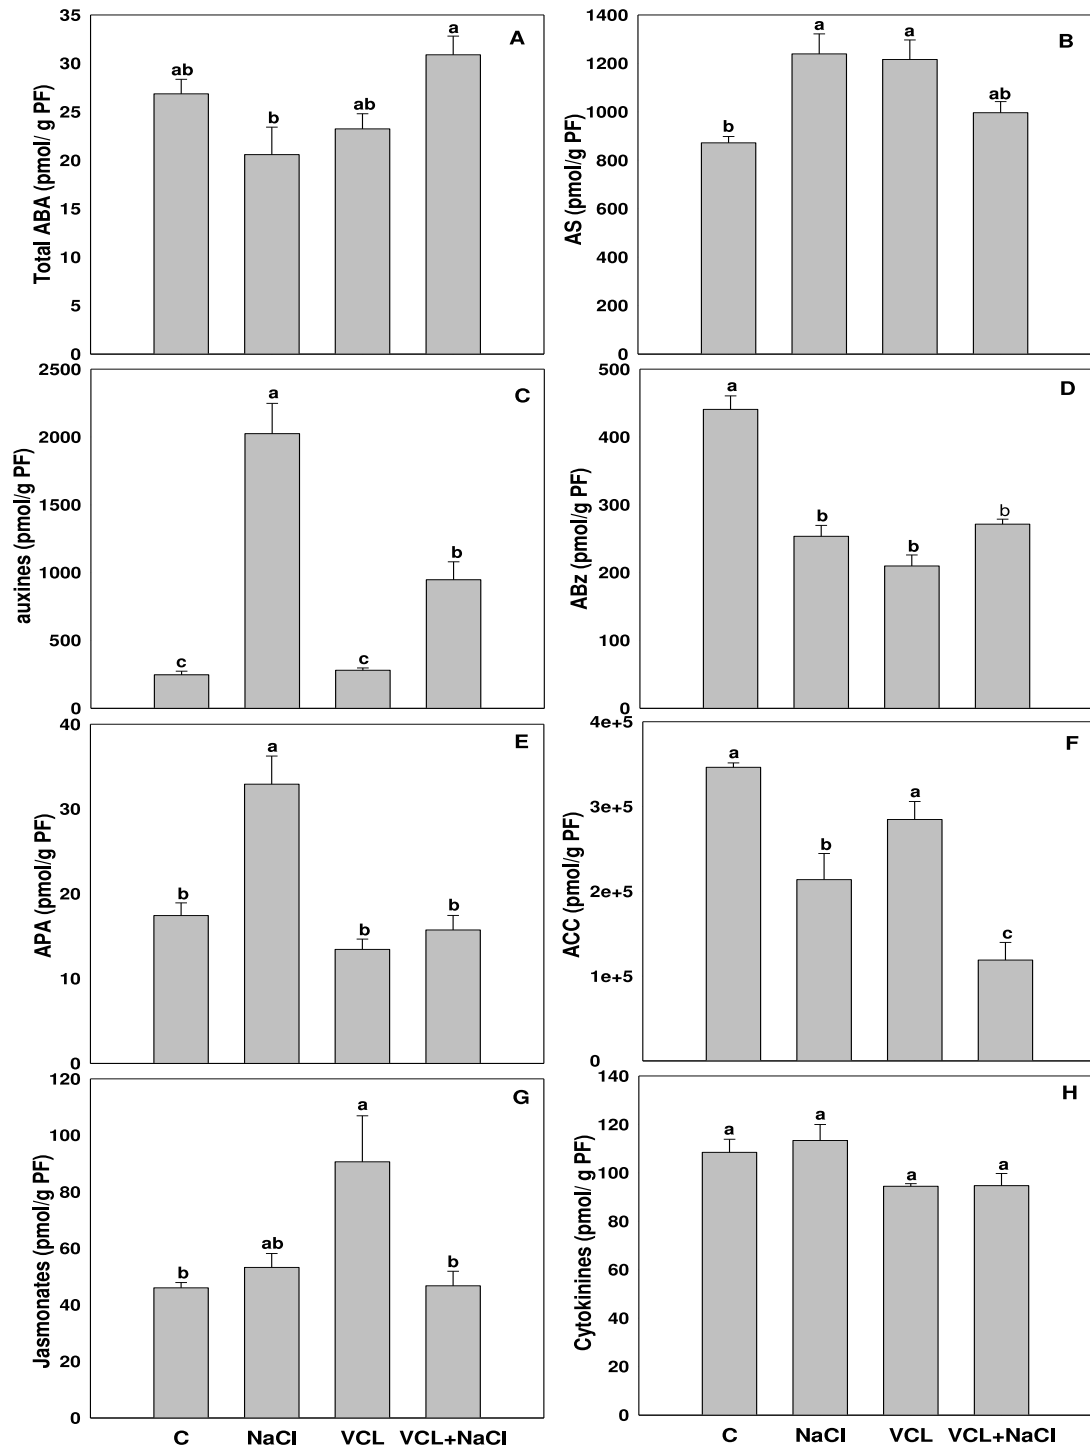 A
Total ABA (pmol/ g PF)
35
30
25
20
15
10
5
0
ab
b
ab
a
B
AS (pmol/g PF)
1400
1200
1000
800
600
400
200
0
b
a
a
ab
C
auxines (pmol/g PF)
2500
2000
1500
1000
500
0
c
a
c
b
D
ABz (pmol/g PF)
500
400
300
200
100
0
a
b
b
b
E
APA (pmol/g PF)
40
30
20
10
0
b
a
b
b
F
ACC (pmol/g PF)
4e+5
3e+5
2e+5
1e+5
0
a
b
a
c
G
Jasmonates (pmol/g PF)
120
100
80
60
40
20
0
b
ab
a
b
C NaCl VCL VCL+NaCl
H
Cytokinines (pmol/ g PF)
140
120
100
80
60
40
20
0
a
a
a
a
C NaCl VCL VCL+NaCl